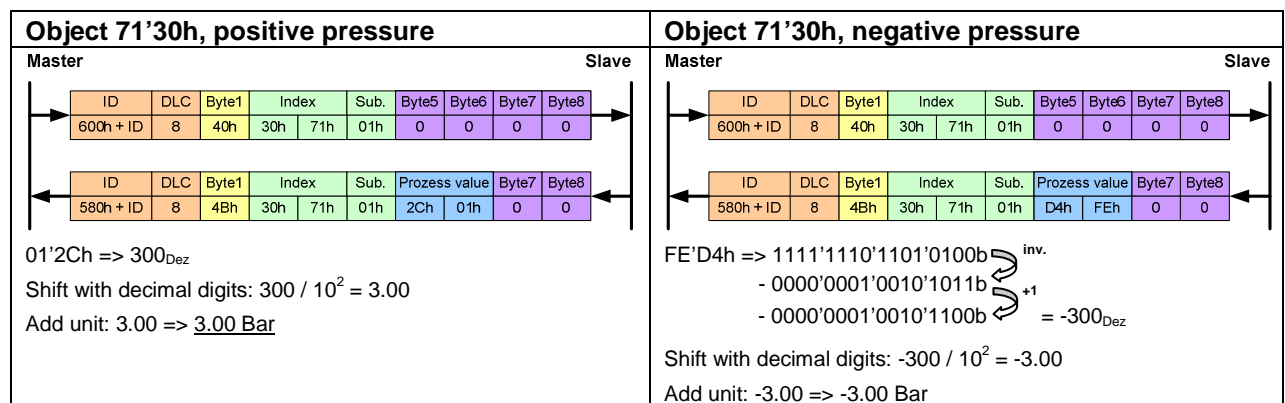 Object 71'30h, positive pressure
Master Slave
ID DLC Byte1 Index Sub. Byte5 Byte6 Byte7 Byte8
600h + ID 8 40h 30h 71h 01h 0 0 0 0
ID DLC Byte1 Index Sub. Prozess value Byte7 Byte8
580h + ID 8 4Bh 30h 71h 01h 2Ch 01h 0 0
01'2Ch => 300Dez
Shift with decimal digits: 300 / 10² = 3.00
Add unit: 3.00 => 3.00 Bar
Object 71'30h, negative pressure
Master Slave
ID DLC Byte1 Index Sub. Byte5 Byte6 Byte7 Byte8
600h + ID 8 40h 30h 71h 01h 0 0 0 0
ID DLC Byte1 Index Sub. Prozess value Byte7 Byte8
580h + ID 8 4Bh 30h 71h 01h D4h FEh 0 0
FE'D4h => 1111'1110'1101'0100b inv.
- 0000'0001'0010'1011b +1
- 0000'0001'0010'1100b = -300Dez
Shift with decimal digits: -300 / 10² = -3.00
Add unit: -3.00 => -3.00 Bar